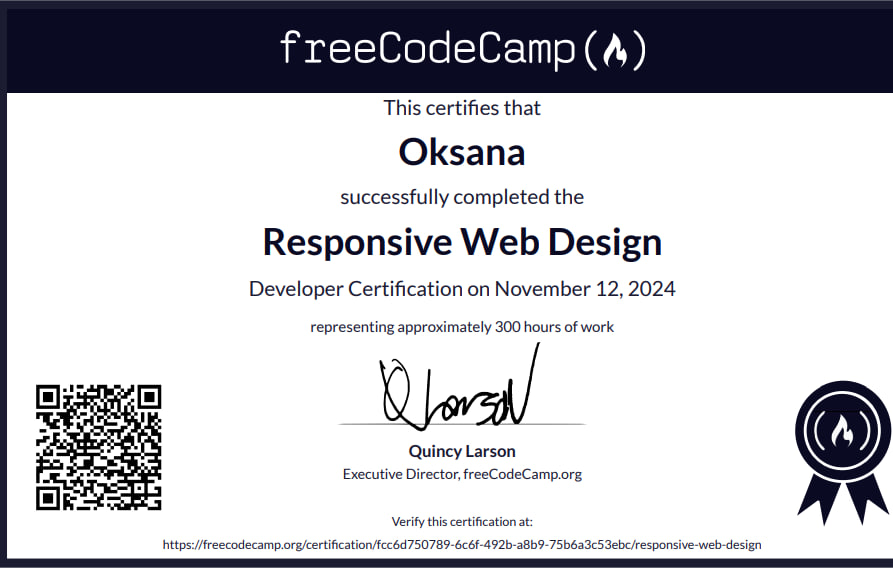 freeCodeCamp
This certifies that
Oksana
successfully completed the
Responsive Web Design
Developer Certification on November 12, 2024
representing approximately 300 hours of work
Q Larson
Quincy Larson
Executive Director, freeCodeCamp.org
Verify this certification at:
https://freecodecamp.org/certification/fcc6d750789-6c6f-492b-a8b9-75b6a3c53ebc/responsive-web-design